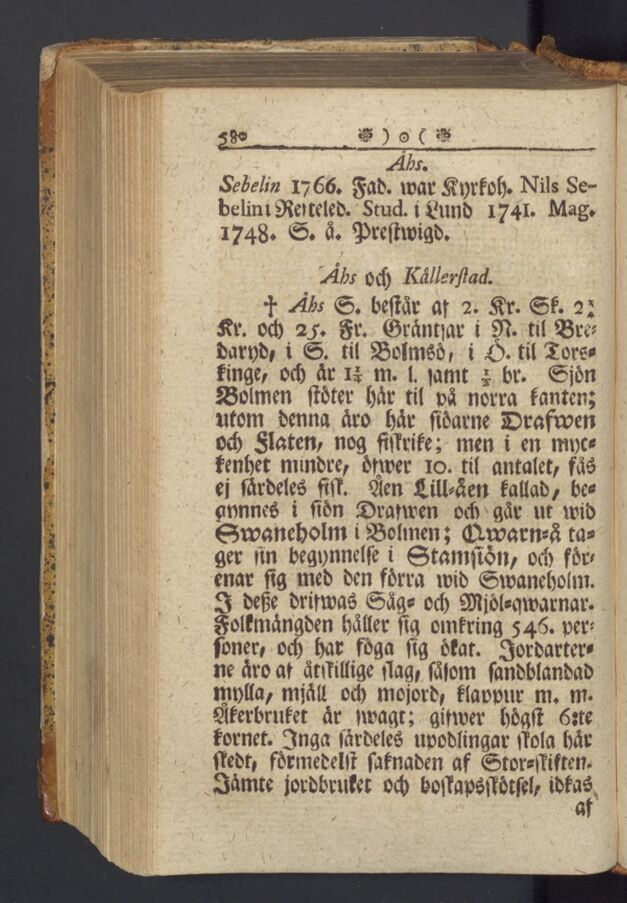 580 ) o (
Åhs.
Sebelin 1766. Fad. war Kyrkoh. Nils Se-
belin i Resteled. Stud. i Lund 1741. Mag.
1748. S. å. Prestwigd.
Åhs och Kållerstad.
† Åhs S. består af 2. Kr. Sk. 2¾
Kr. och 25. Fr. Gräntsar i N. til Bre-
daryd, i S. til Bolmsö, i Ö. til Tors-
kinge, och är 1¼ m. l. samt ½ br. Sjön
Bolmen stöter här til på norra kanten;
utom denna äro här siöarne Drafwen
och Flaten, nog fiskrike; men i en myc-
kenhet mindre, öfwer 10. til antalet, fås
ej särdeles fisk. Åen Lill-åen kallad, be-
gynnes i siön Drafwen och går ut wid
Swaneholm i Bolmen; Qwarn-å ta-
ger sin begynnelse i Stamsiön, och för-
enar sig med den förra wid Swaneholm.
I deße drifwas Såg- och Mjöl-qwarnar.
Folkmängden håller sig omkring 546. per-
soner, och har föga sig ökat. Jordarter-
ne äro af åtskillige slag, såsom sandblandad
mylla, mjäll och mojord, klappur m. m.
Åkerbruket är swagt; gifwer högst 6:te
kornet. Inga särdeles upodlingar skola här
skedt, förmedelst saknaden af Stor-skiften.
Jämte jordbruket och boskapsskötsel, idkas
af